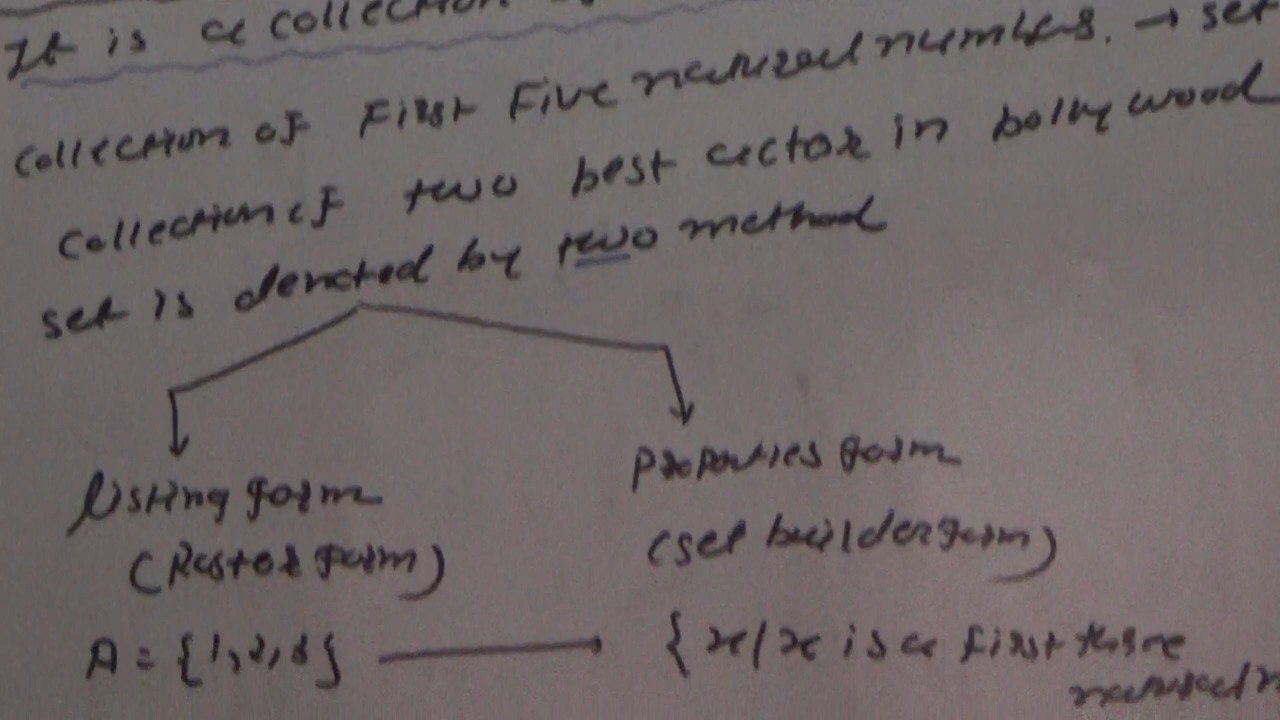 It is a collection
collection of First Five natural numbers. → set
collection of two best actor in bollywood
set is denoted by two method
Listing form
properties form
(Roster form)
(set builder form)
A = {1,2,3} → {x/x is a first three
natural n